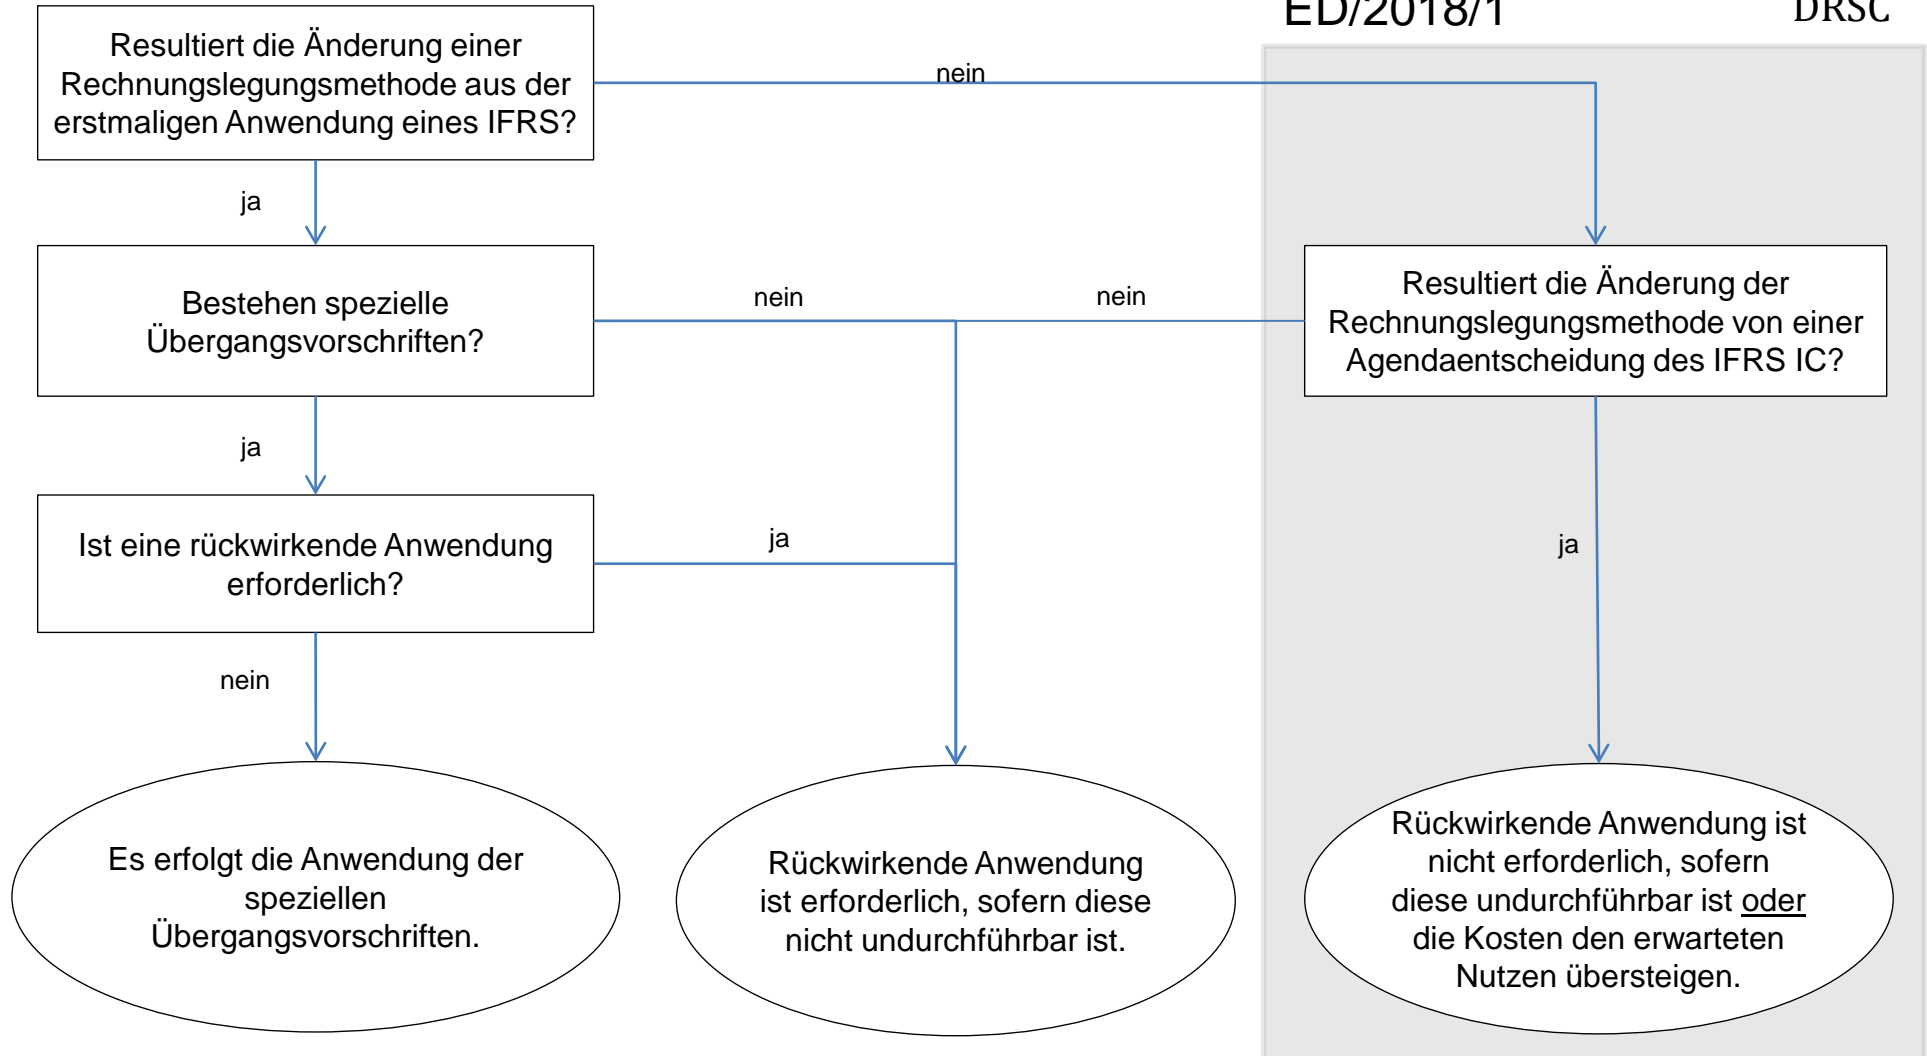 ED/2018/1
DRSC
Resultiert die Änderung einer
Rechnungslegungsmethode aus der
erstmaligen Anwendung eines IFRS?
nein
ja
Bestehen spezielle
Übergangsvorschriften?
nein
nein
Resultiert die Änderung der
Rechnungslegungsmethode von einer
Agendaentscheidung des IFRS IC?
ja
Ist eine rückwirkende Anwendung
erforderlich?
ja
ja
nein
Es erfolgt die Anwendung der
speziellen
Übergangsvorschriften.
Rückwirkende Anwendung
ist erforderlich, sofern diese
nicht undurchführbar ist.
Rückwirkende Anwendung ist
nicht erforderlich, sofern
diese undurchführbar ist oder
die Kosten den erwarteten
Nutzen übersteigen.